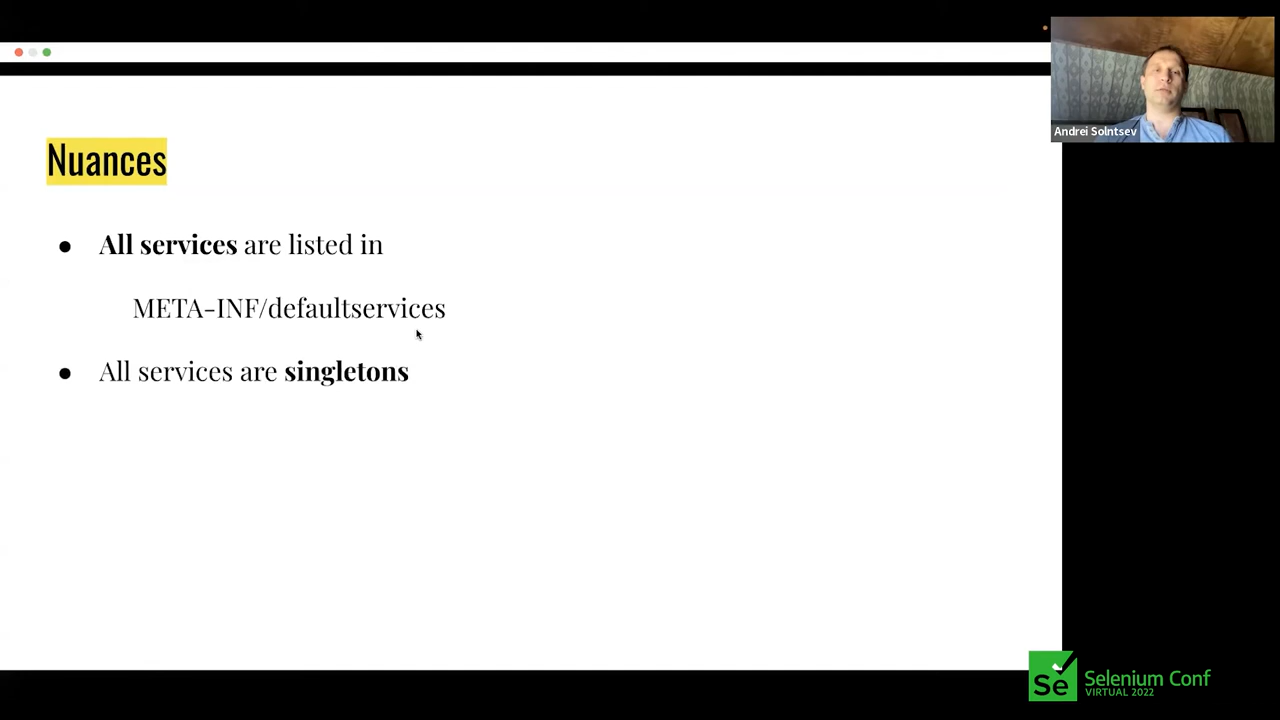 Andrei Solntsev
Nuances
● All services are listed in
META-INF/defaultservices
● All services are singletons
Se
Selenium Conf
VIRTUAL 2022